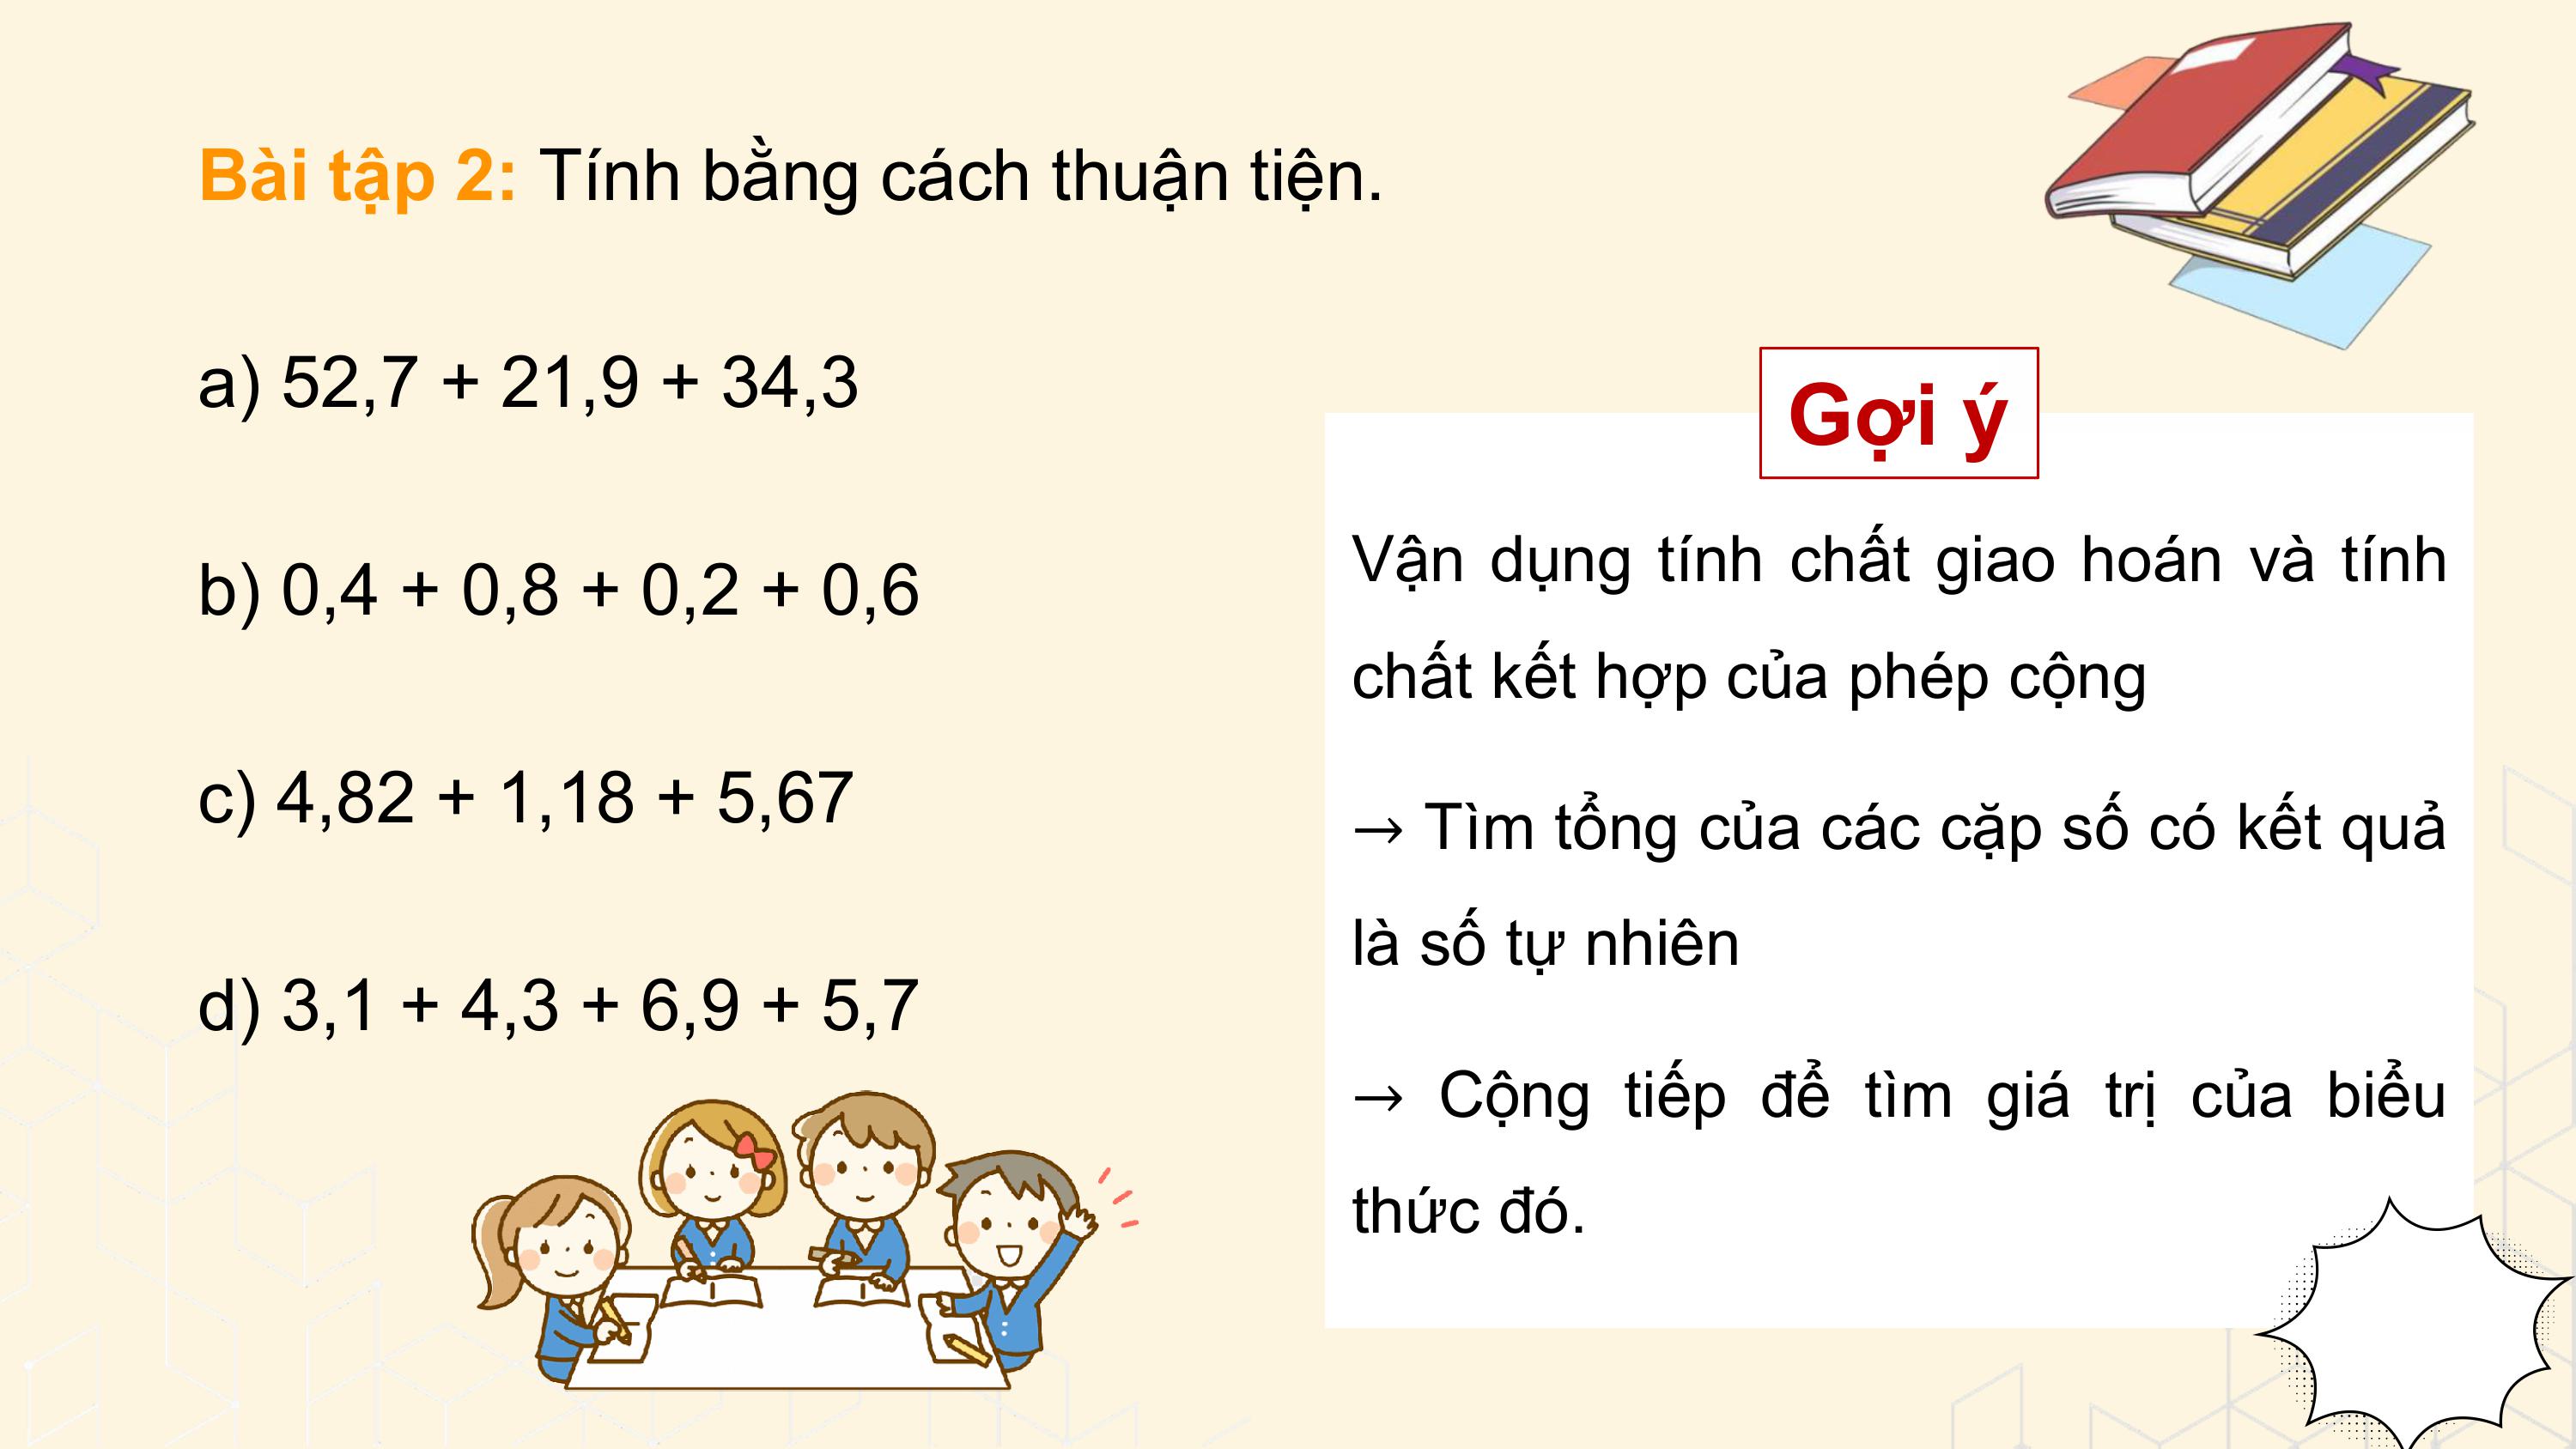 Bài tập 2: Tính bằng cách thuận tiện.
a) 52,7 + 21,9 + 34,3
b) 0,4 + 0,8 + 0,2 + 0,6
c) 4,82 + 1,18 + 5,67
d) 3,1 + 4,3 + 6,9 + 5,7
Gợi ý
Vận dụng tính chất giao hoán và tính
chất kết hợp của phép cộng
→ Tìm tổng của các cặp số có kết quả
là số tự nhiên
→ Cộng tiếp để tìm giá trị của biểu
thức đó.